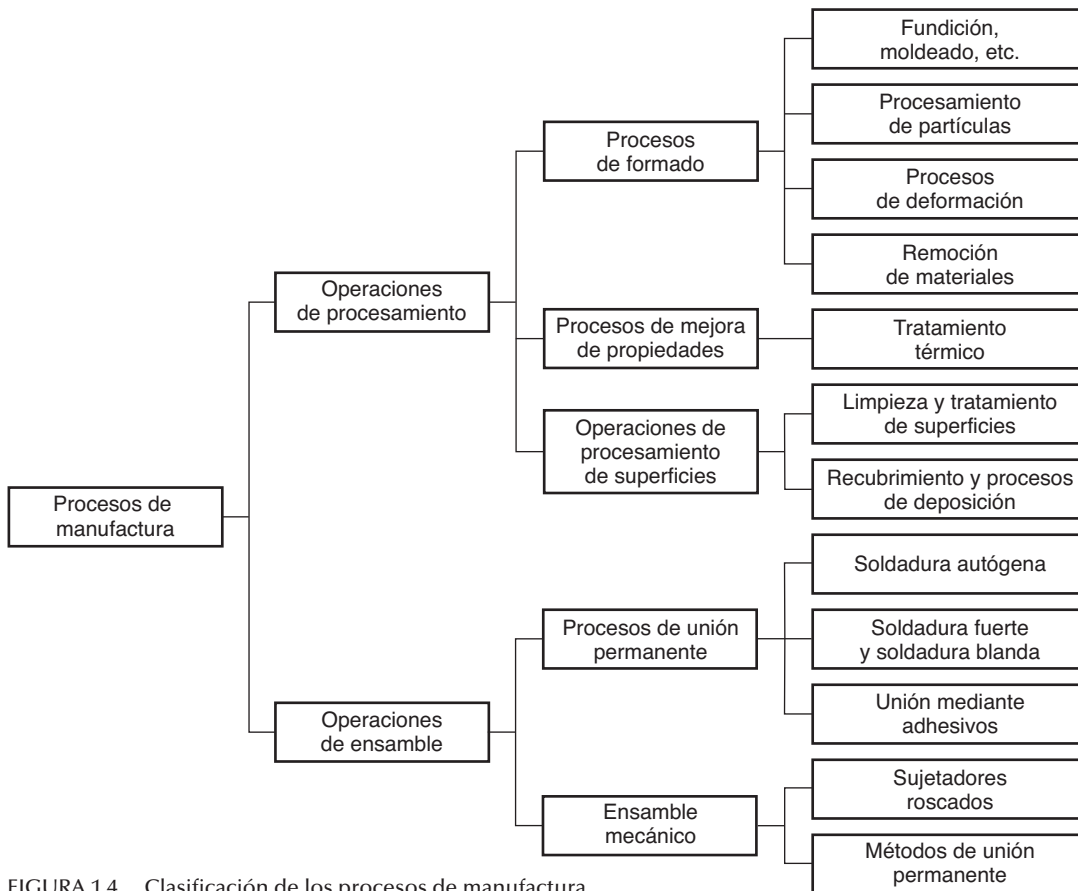 Fundición,
moldeado, etc.
Procesamiento
de partículas
Procesos
de formado
Procesos
de deformación
Remoción
de materiales
Operaciones
de procesamiento
Procesos de mejora
de propiedades
Tratamiento
térmico
Limpieza y tratamiento
de superficies
Operaciones de
procesamiento
de superficies
Recubrimiento y procesos
de deposición
Procesos de
manufactura
Soldadura autógena
Procesos de unión
permanente
Soldadura fuerte
y soldadura blanda
Unión mediante
adhesivos
Operaciones
de ensamble
Sujetadores
roscados
Ensamble
mecánico
Métodos de unión
permanente
FIGURA 1.4 Clasificación de los procesos de manufactura